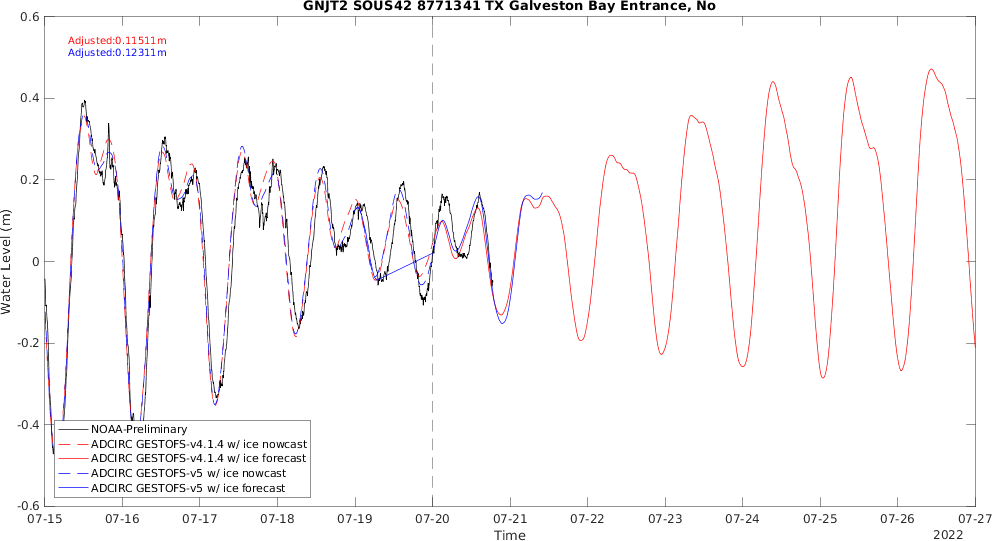 GNJT2 SOUS42 8771341 TX Galveston Bay Entrance, No
Adjusted:0.11511m
Adjusted:0.12311m
0.6
0.4
0.2
0
-0.2
-0.4
-0.6
Water Level (m)
NOAA-Preliminary
ADCIRC GESTOFS-v4.1.4 w/ ice nowcast
ADCIRC GESTOFS-v4.1.4 w/ ice forecast
ADCIRC GESTOFS-v5 w/ ice nowcast
ADCIRC GESTOFS-v5 w/ ice forecast
07-15 07-16 07-17 07-18 07-19 07-20 07-21 07-22 07-23 07-24 07-25 07-26 07-27
Time
2022